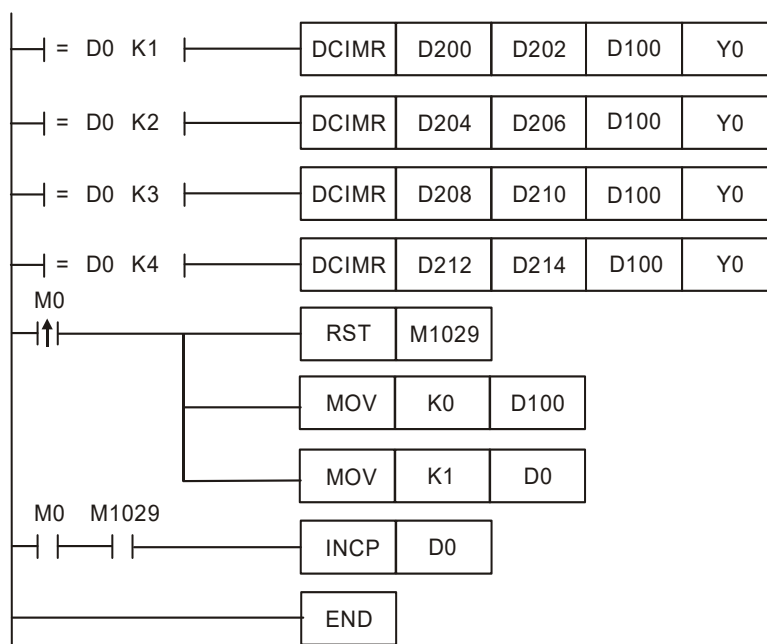 = D0 K1 DCIMR D200 D202 D100 Y0
= D0 K2 DCIMR D204 D206 D100 Y0
= D0 K3 DCIMR D208 D210 D100 Y0
= D0 K4 DCIMR D212 D214 D100 Y0
M0
RST M1029
MOV K0 D100
MOV K1 D0
M0 M1029
INCP D0
END